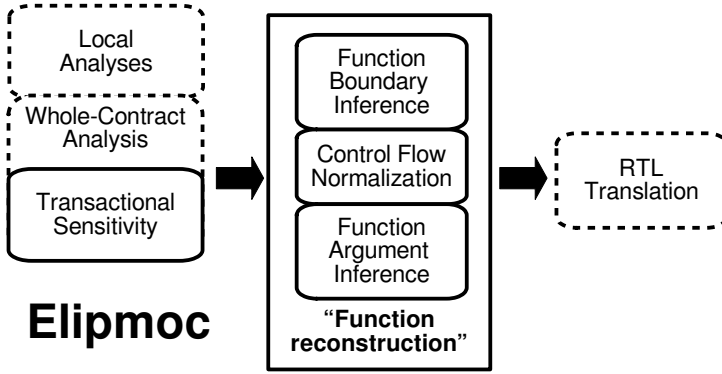 Local
Analyses
Whole-Contract
Analysis
Transactional
Sensitivity
Elipmoc
Function
Boundary
Inference
Control Flow
Normalization
Function
Argument
Inference
“Function
reconstruction”
RTL
Translation